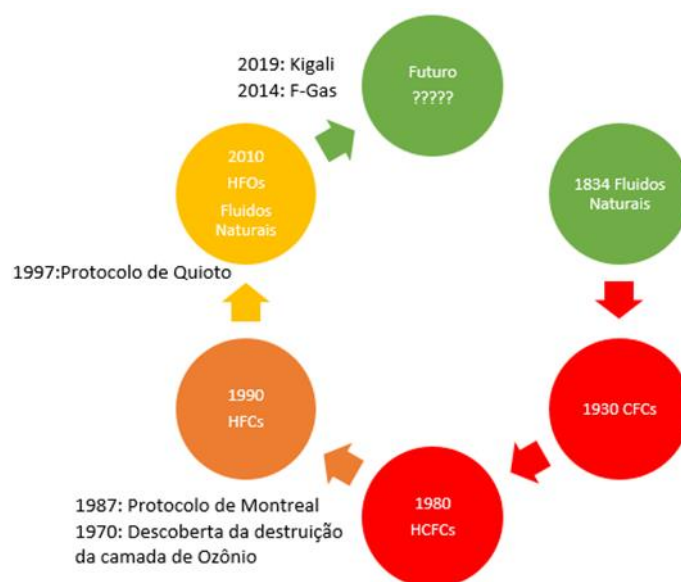 2019: Kigali
2014: F-Gas
Futuro
?????
1834 Fluidos
Naturais
1930 CFCs
1980
HCFCs
1987: Protocolo de Montreal
1970: Descoberta da destruição
da camada de Ozônio
1990
HFCs
1997:Protocolo de Quioto
2010
HFOs
Fluidos
Naturais